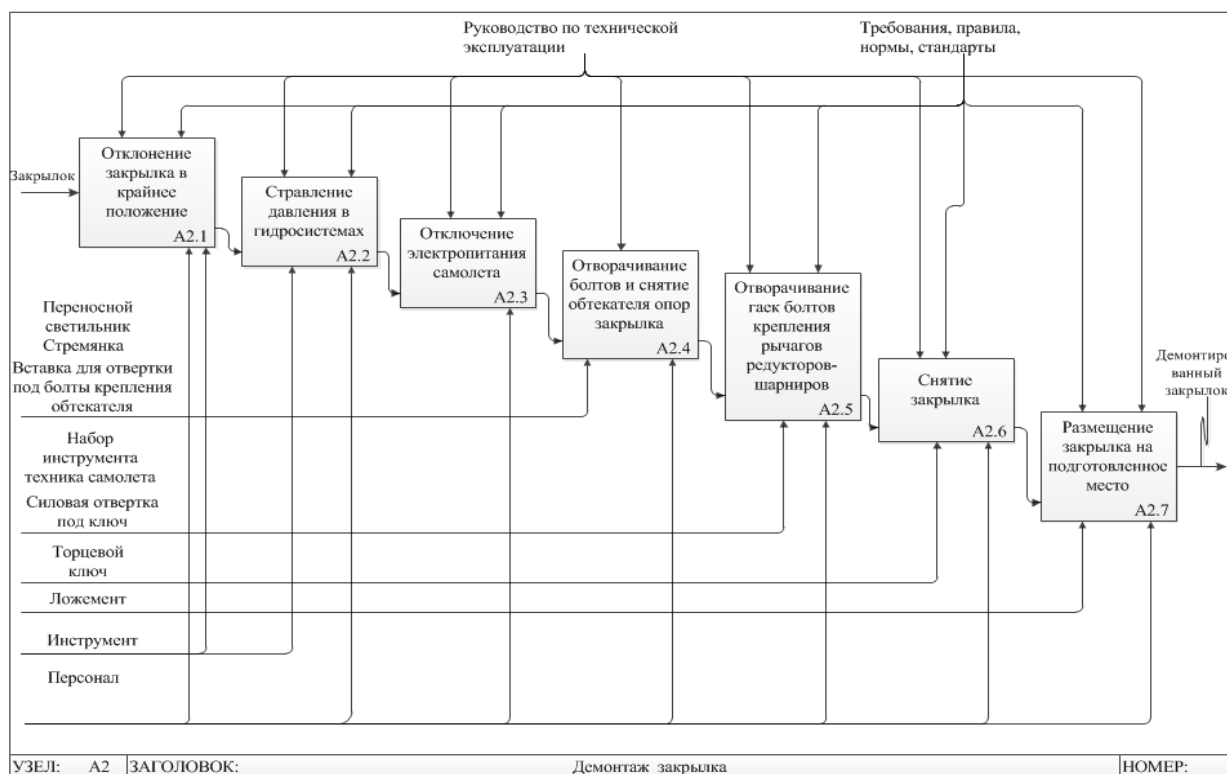 Руководство по технической
эксплуатации
Требования, правила,
нормы, стандарты
Закрылок
Отклонение
закрылка в
крайнее
положение
A2.1
Стравление
давления в
гидросистемах
A2.2
Отключение
электропитания
самолета
A2.3
Отворачивание
болтов и снятие
обтекателя опор
закрылка
A2.4
Отворачивание
гаек болтов
крепления
рычагов
редукторов-
шарниров
A2.5
Снятие
закрылка
A2.6
Размещение
закрылка на
подготовленное
место
A2.7
Демонтиро
ванный
закрылок
Переносной
светильник
Стремянка
Вставка для отвертки
под болты крепления
обтекателя
Набор
инструмента
техника самолета
Силовая отвертка
под ключ
Торцевой
ключ
Ложемент
Инструмент
Персонал
УЗЕЛ: A2 ЗАГОЛОВОК: Демонтаж закрылка НОМЕР: